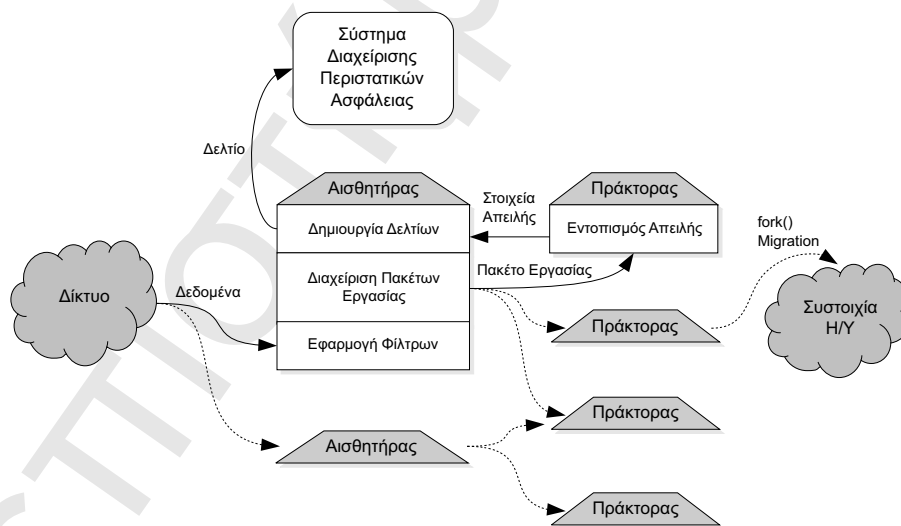 Σύστημα
Διαχείρισης
Περιστατικών
Ασφάλειας
Δελτίο
Αισθητήρας
Δημιουργία Δελτίων
Διαχείριση Πακέτων
Εργασίας
Εφαρμογή Φίλτρων
Στοιχεία
Απειλής
Πράκτορας
Εντοπισμός Απειλής
Πακέτο Εργασίας
fork()
Migration
Δίκτυο
Δεδομένα
Πράκτορας
Συστοιχία
Η/Υ
Πράκτορας
Αισθητήρας
Πράκτορας